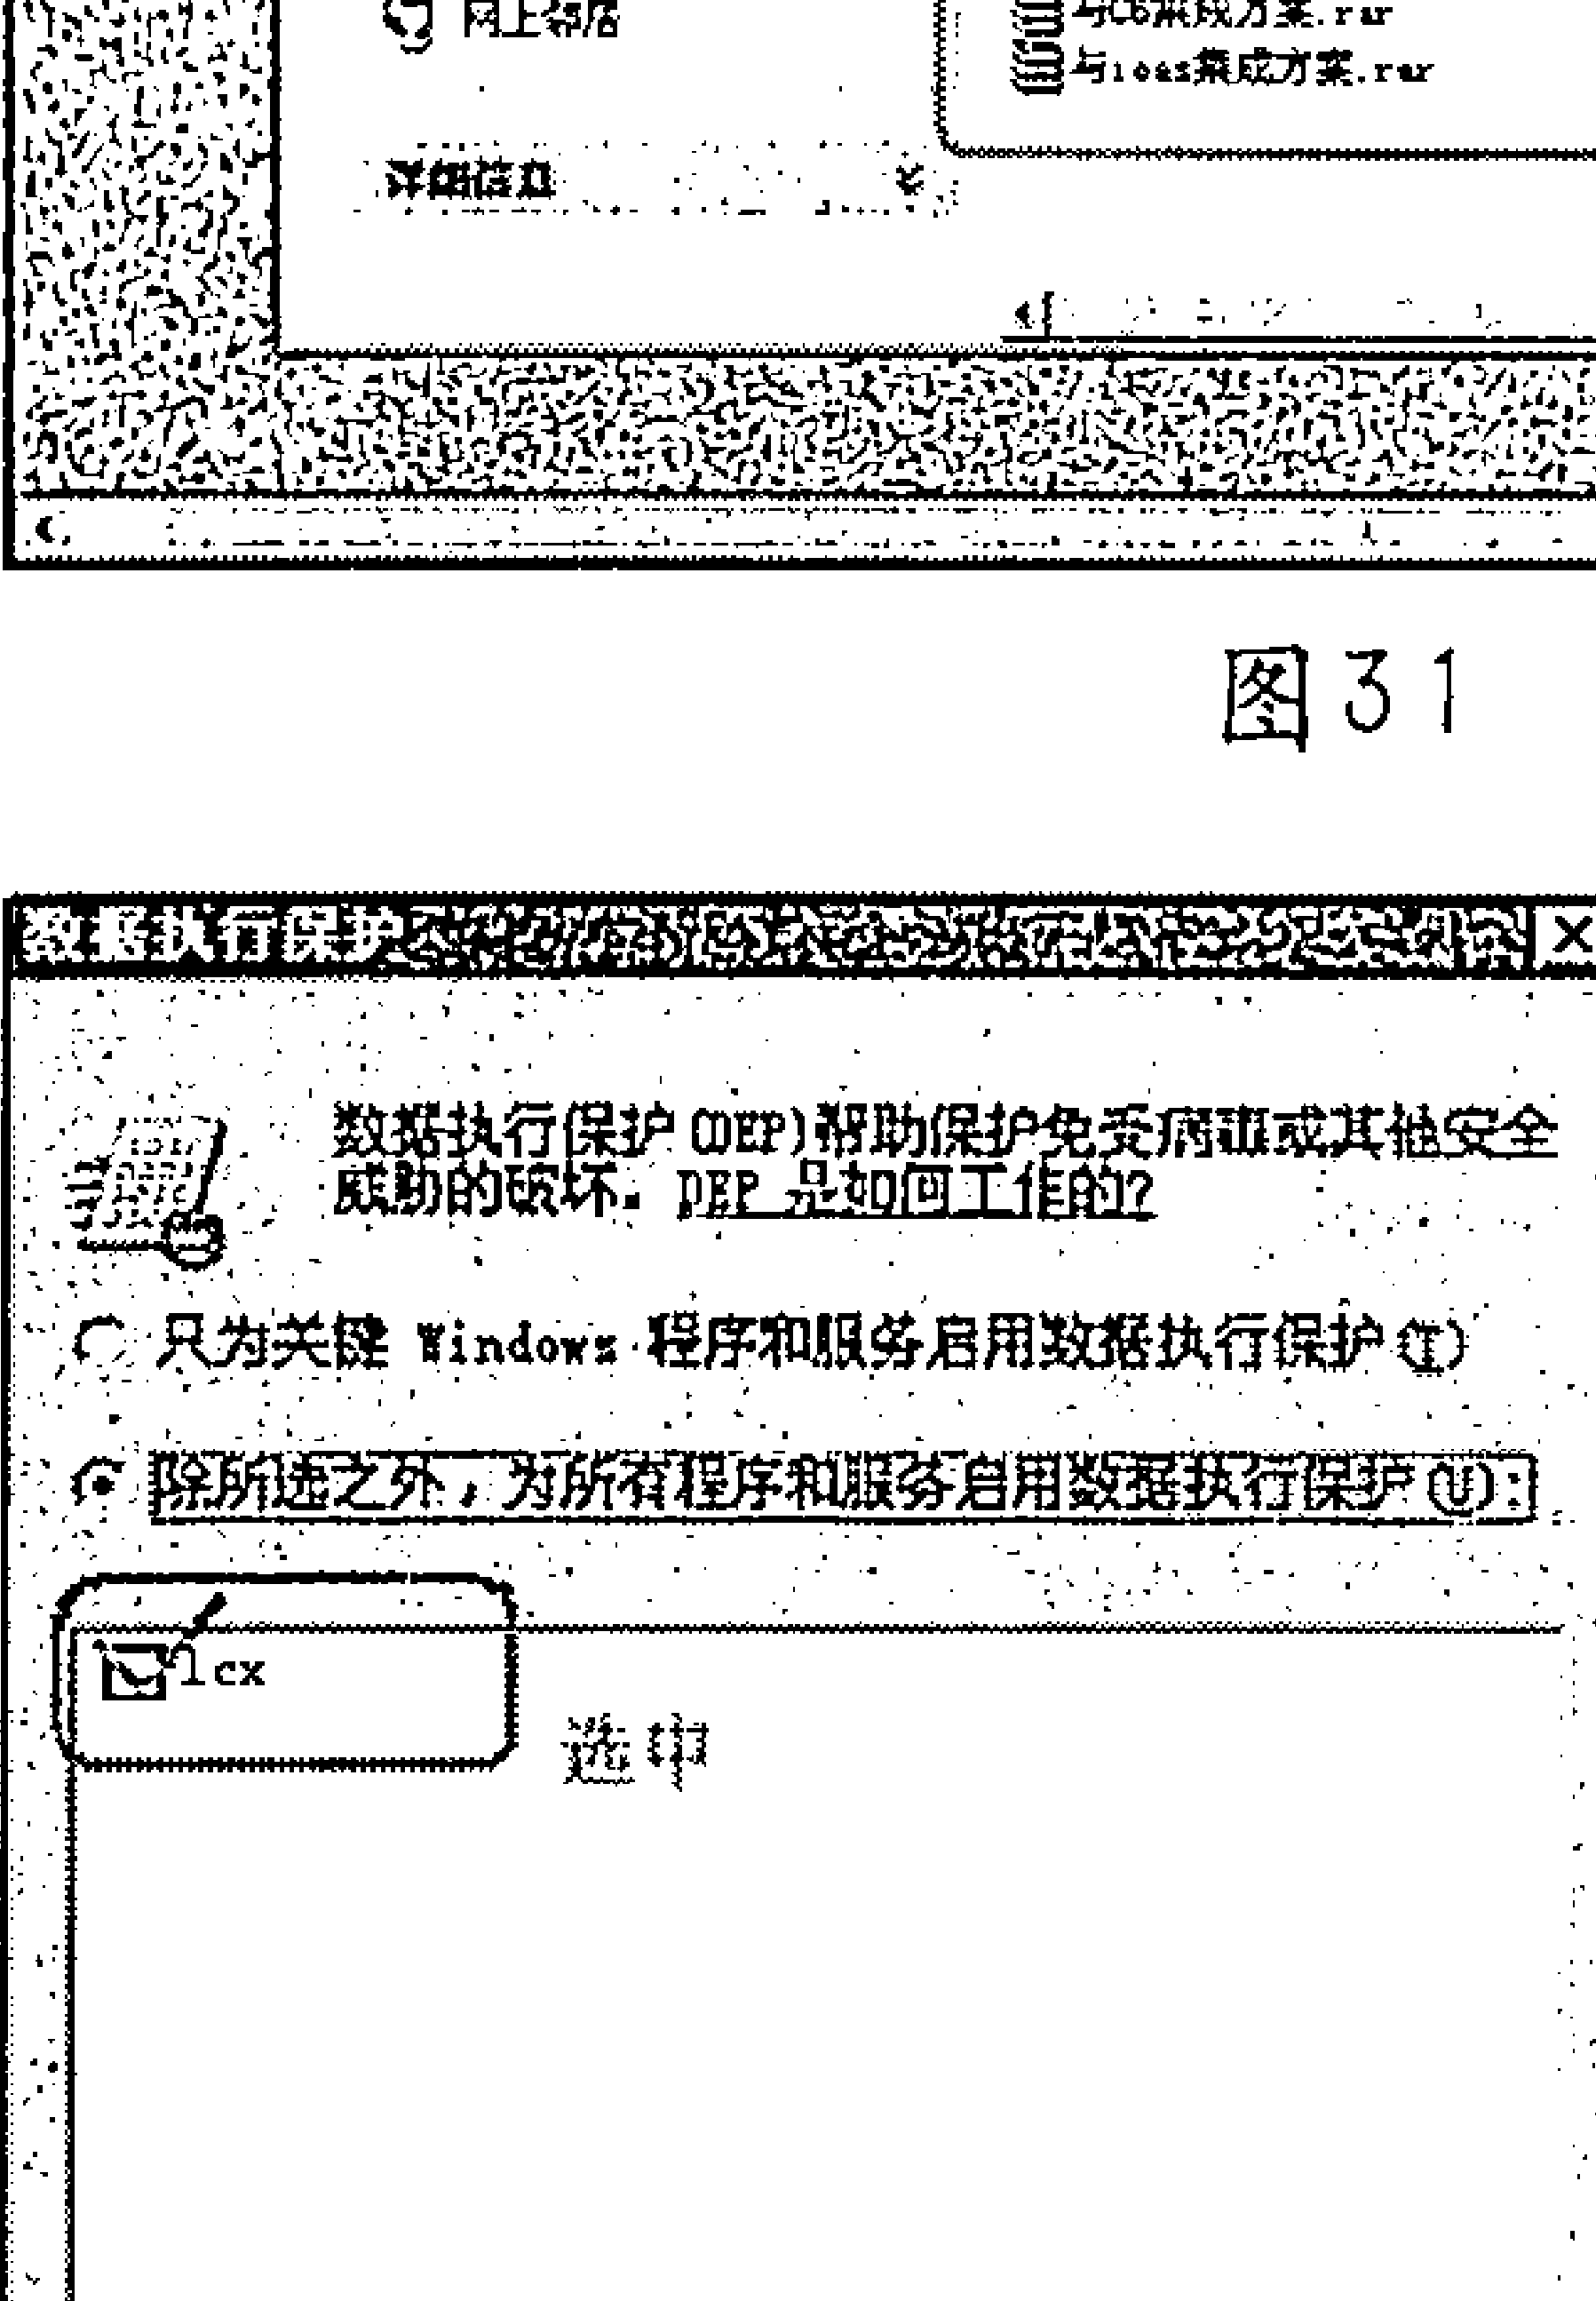 网上邻居
与C6集成方案.rar
与ioas集成方案.rar
详细信息
图31
数据执行保护
数据执行保护(DEP)帮助保护免受病毒或其他安全
威胁的破坏。DEP 是如何工作的?
只为关键 Windows 程序和服务启用数据执行保护(T)
除所选之外，为所有程序和服务启用数据执行保护(U):
lcx
选中